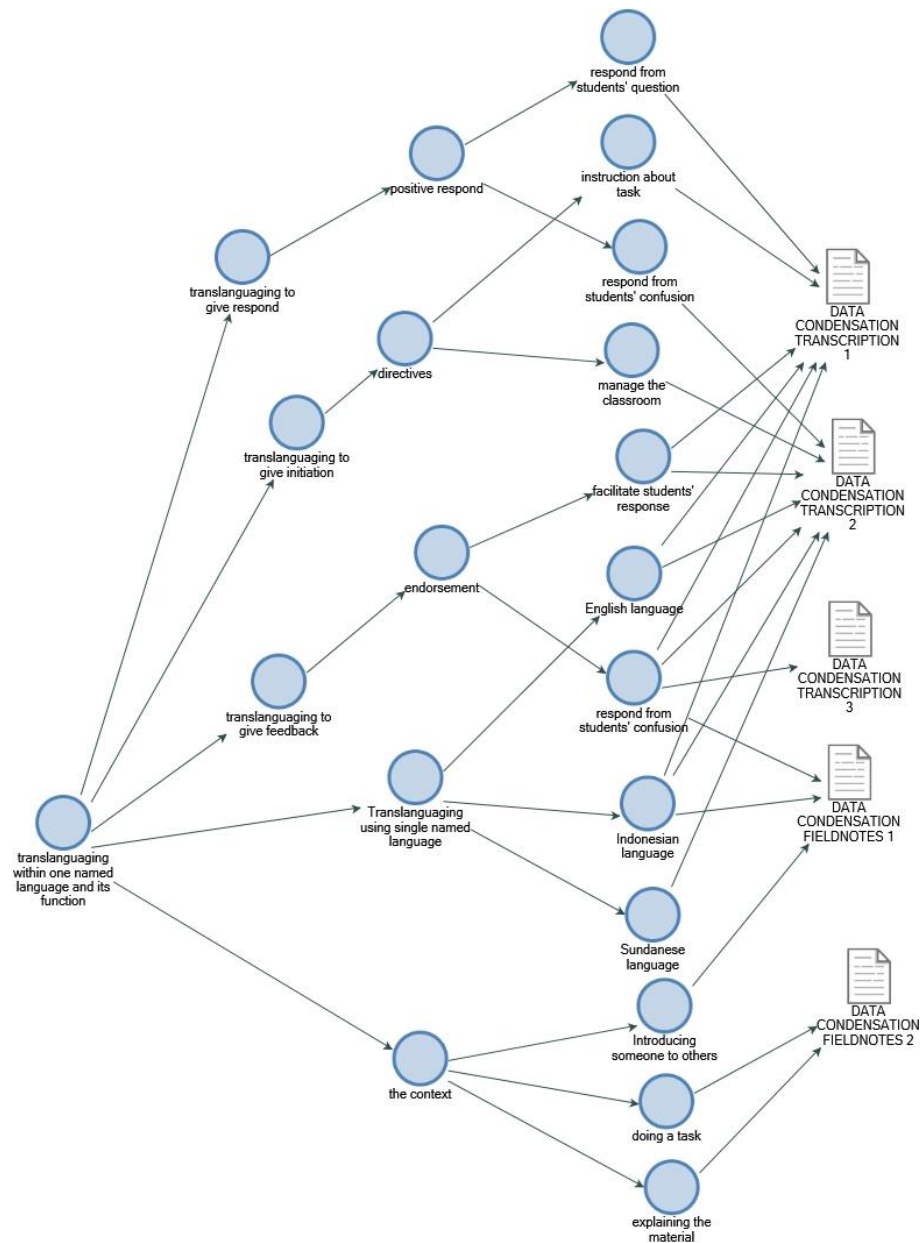 respond from
students' question
positive respond
instruction about
task
translanguaging to
give respond
respond from
students' confusion
DATA
CONDENSATION
TRANSCRIPTION
1
directives
manage the
classroom
translanguaging to
give initiation
facilitate students'
response
DATA
CONDENSATION
TRANSCRIPTION
2
endorsement
English language
translanguaging to
give feedback
respond from
students' confusion
DATA
CONDENSATION
TRANSCRIPTION
3
Translanguaging
using single named
language
Indonesian
language
DATA
CONDENSATION
FIELDNOTES 1
translanguaging
within one named
language and its
function
Sundanese
language
Introducing
someone to others
DATA
CONDENSATION
FIELDNOTES 2
the context
doing a task
explaining the
material